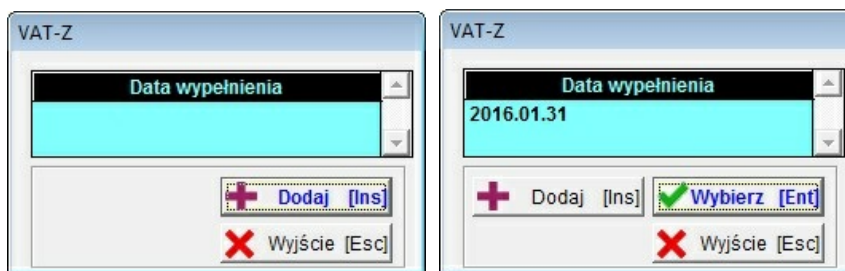 VAT-Z
Data wypełnienia
Dodaj [Ins]
Wyjście [Esc]
VAT-Z
Data wypełnienia
2016.01.31
Dodaj [Ins] Wybierz [Ent]
Wyjście [Esc]